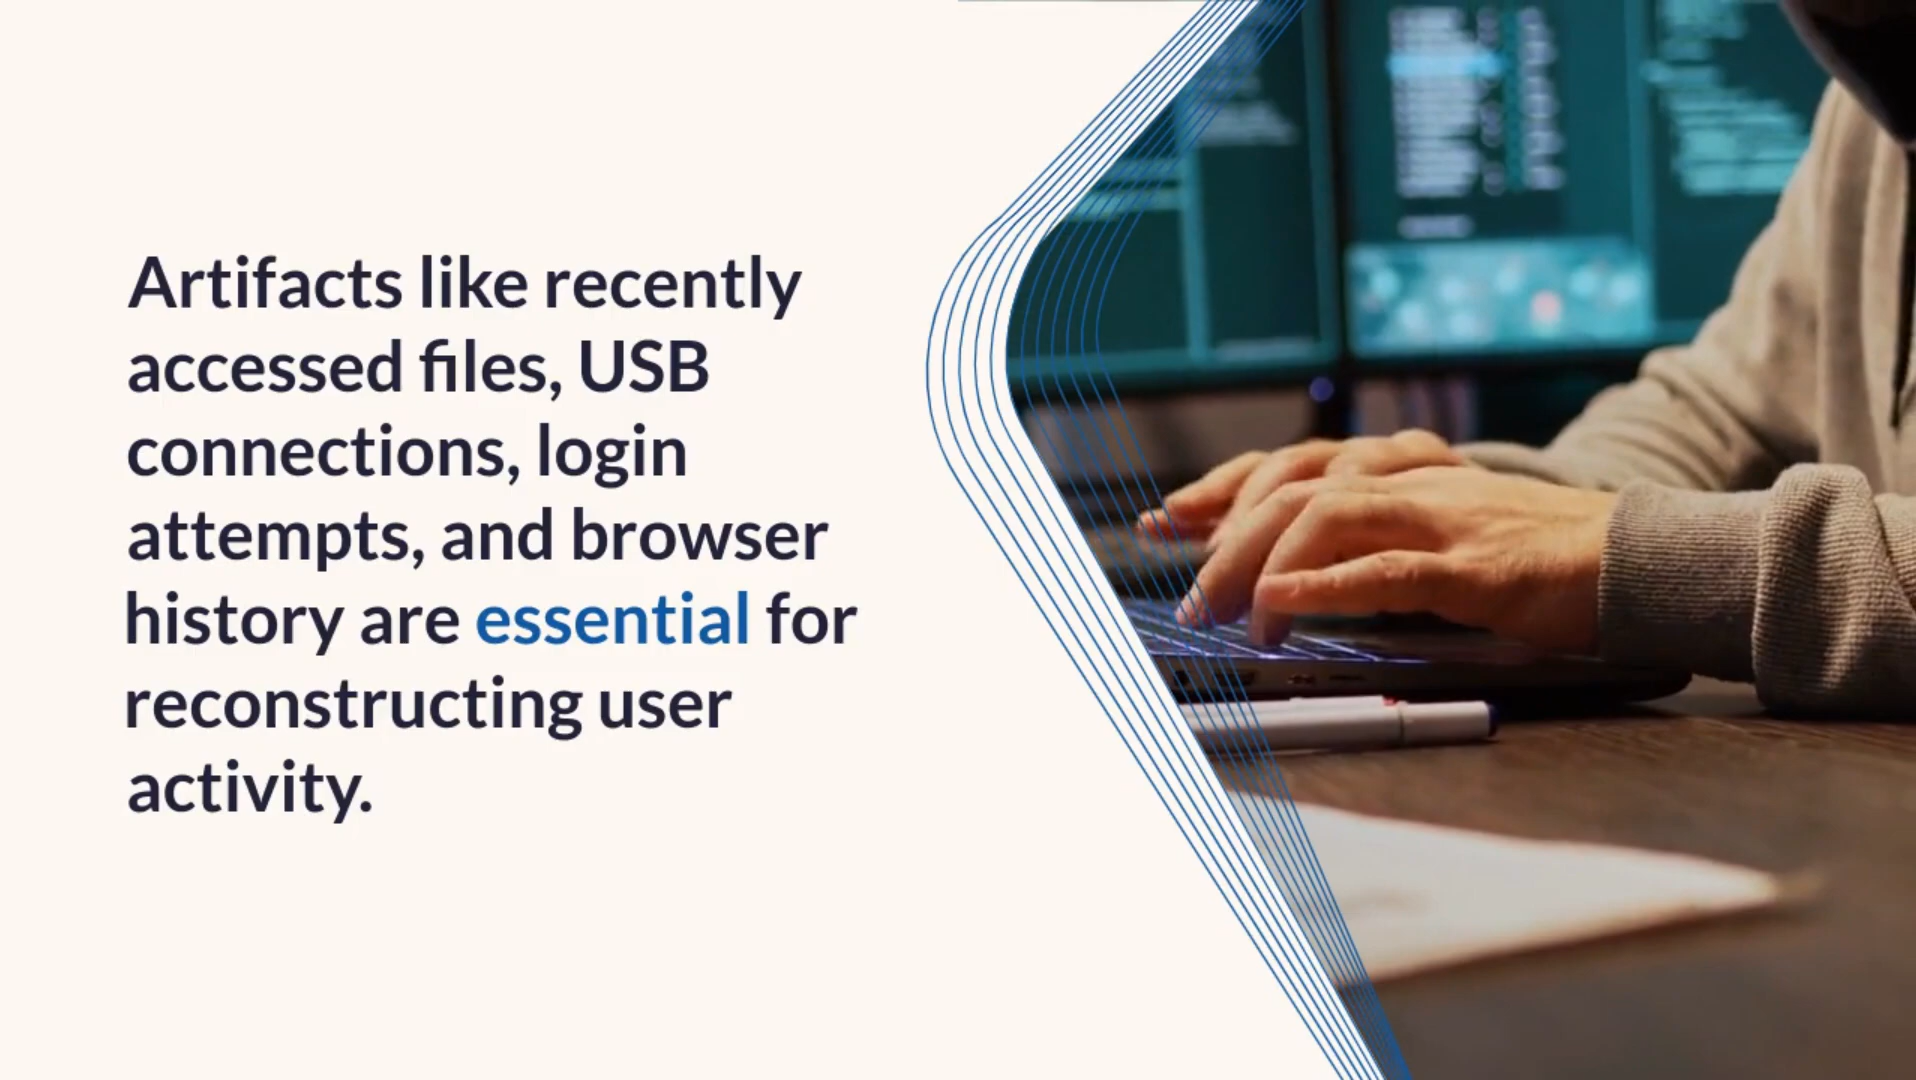 Artifacts like recently
accessed files, USB
connections, login
attempts, and browser
history are essential for
reconstructing user
activity.